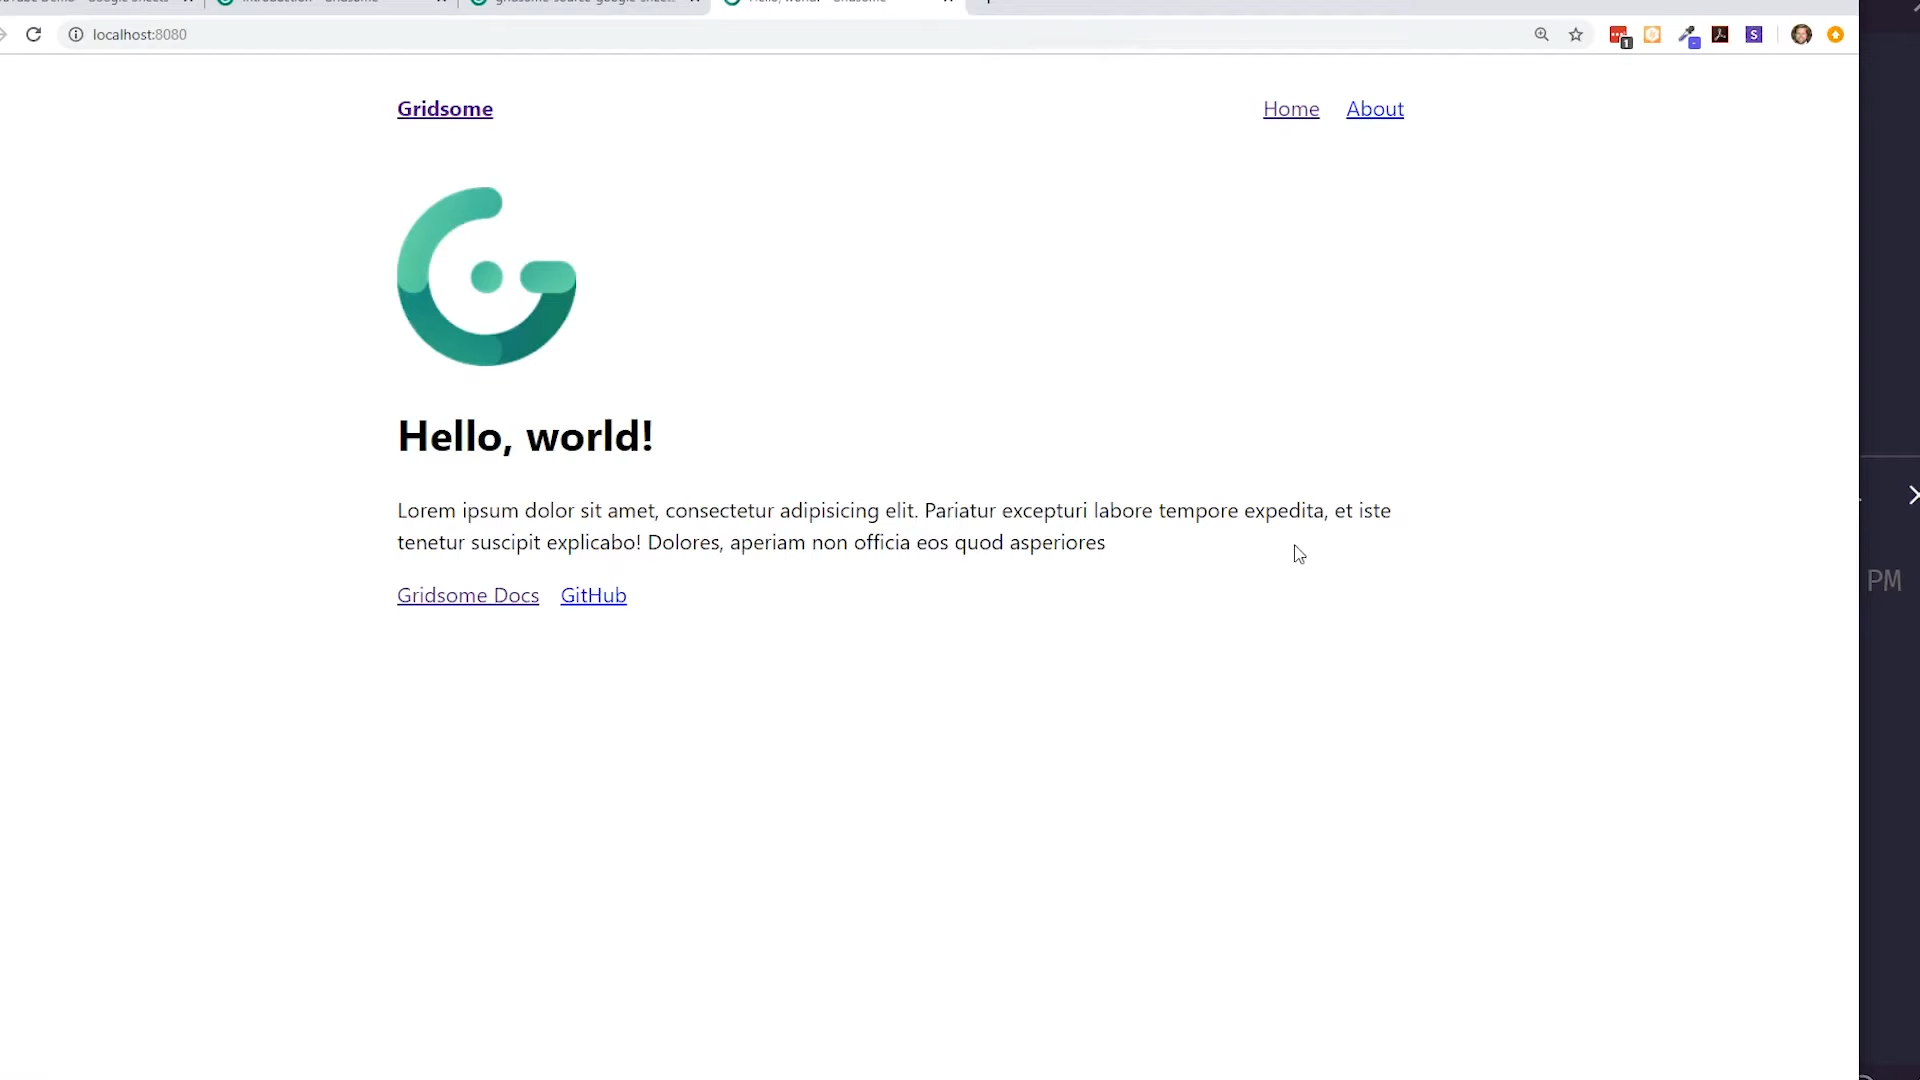 localhost:8080
Gridsome
Home About
Hello, world!
Lorem ipsum dolor sit amet, consectetur adipisicing elit. Pariatur excepturi labore tempore expedita, et iste
tenetur suscipit explicabo! Dolores, aperiam non officia eos quod asperiores
Gridsome Docs GitHub
PM
1
S